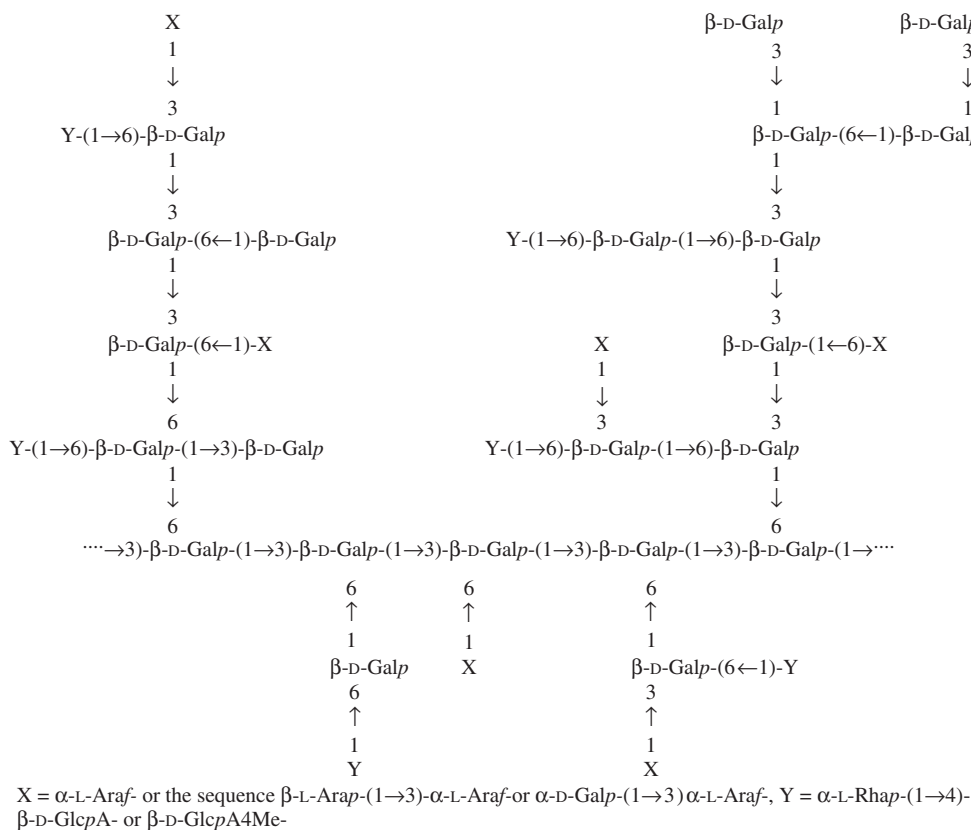 X β-D-Galp β-D-Galp
1 3 3
↓ ↓ ↓
3 1 1
Y-(1→6)-β-D-Galp β-D-Galp-(6←1)-β-D-Galp
1 1
↓ ↓
3 3
β-D-Galp-(6←1)-β-D-Galp Y-(1→6)-β-D-Galp-(1→6)-β-D-Galp
1 1
↓ ↓
3 3
β-D-Galp-(6←1)-X X β-D-Galp-(1←6)-X
1 1 1
↓ ↓ ↓
6 3 3
Y-(1→6)-β-D-Galp-(1→3)-β-D-Galp Y-(1→6)-β-D-Galp-(1→6)-β-D-Galp
1 1
↓ ↓
6 6
····→3)-β-D-Galp-(1→3)-β-D-Galp-(1→3)-β-D-Galp-(1→3)-β-D-Galp-(1→3)-β-D-Galp-(1→····
6 6 6
↑ ↑ ↑
1 1 1
β-D-Galp X β-D-Galp-(6←1)-Y
6 3
↑ ↑
1 1
Y X
X = α-L-Araf- or the sequence β-L-Arap-(1→3)-α-L-Araf-or α-D-Galp-(1→3) α-L-Araf-, Y = α-L-Rhap-(1→4)-
β-D-GlcpA- or β-D-GlcpA4Me-